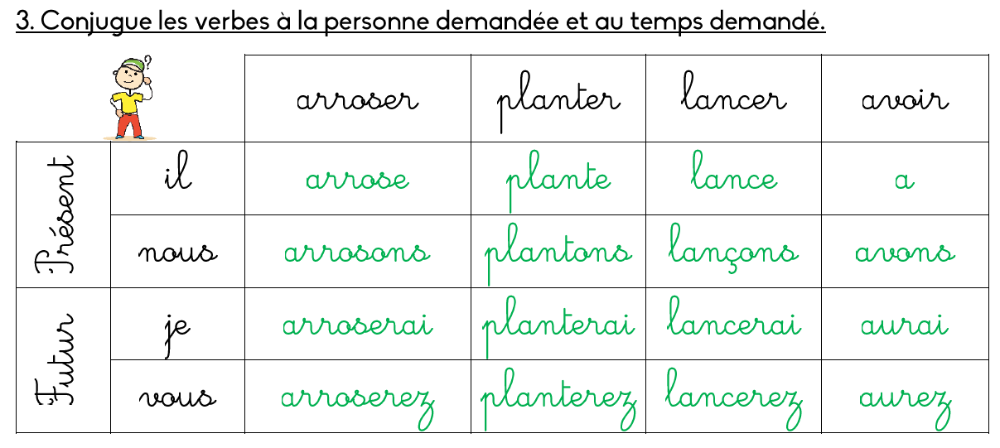 3. Conjugue les verbes à la personne demandée et au temps demandé.
?
arroser planter lancer avoir
Présent
il arrose plante lance a
nous arrosons plantons lançons avons
Futur
je arroserai planterai lancerai aurai
vous arroserez planterez lancerez aurez